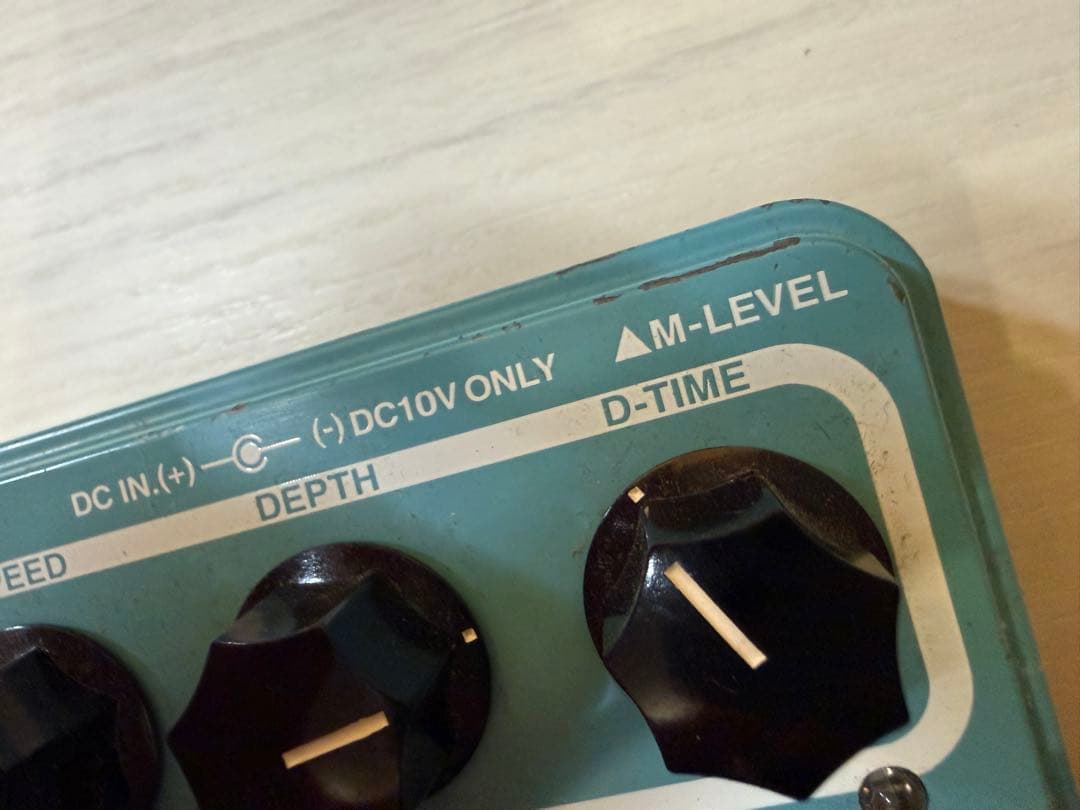 ▲M-LEVEL
DC IN.(+) (-) DC10V ONLY
D-TIME
DEPTH
EED